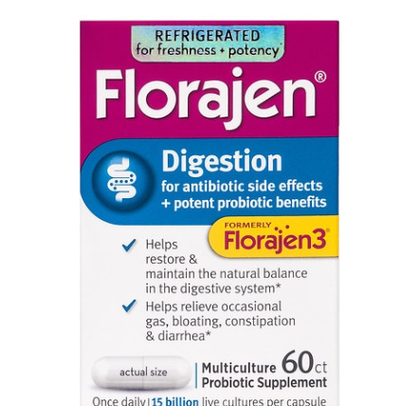 REFRIGERATED
for freshness + potency*
Florajen®
Digestion
for antibiotic side effects
+ potent probiotic benefits
FORMERLY
Florajen3®
✓ Helps
restore &
maintain the natural balance
in the digestive system*
✓ Helps relieve occasional
gas, bloating, constipation
& diarrhea*
actual size
Multiculture 60ct
Probiotic Supplement
Once daily | 15 billion live cultures per capsule